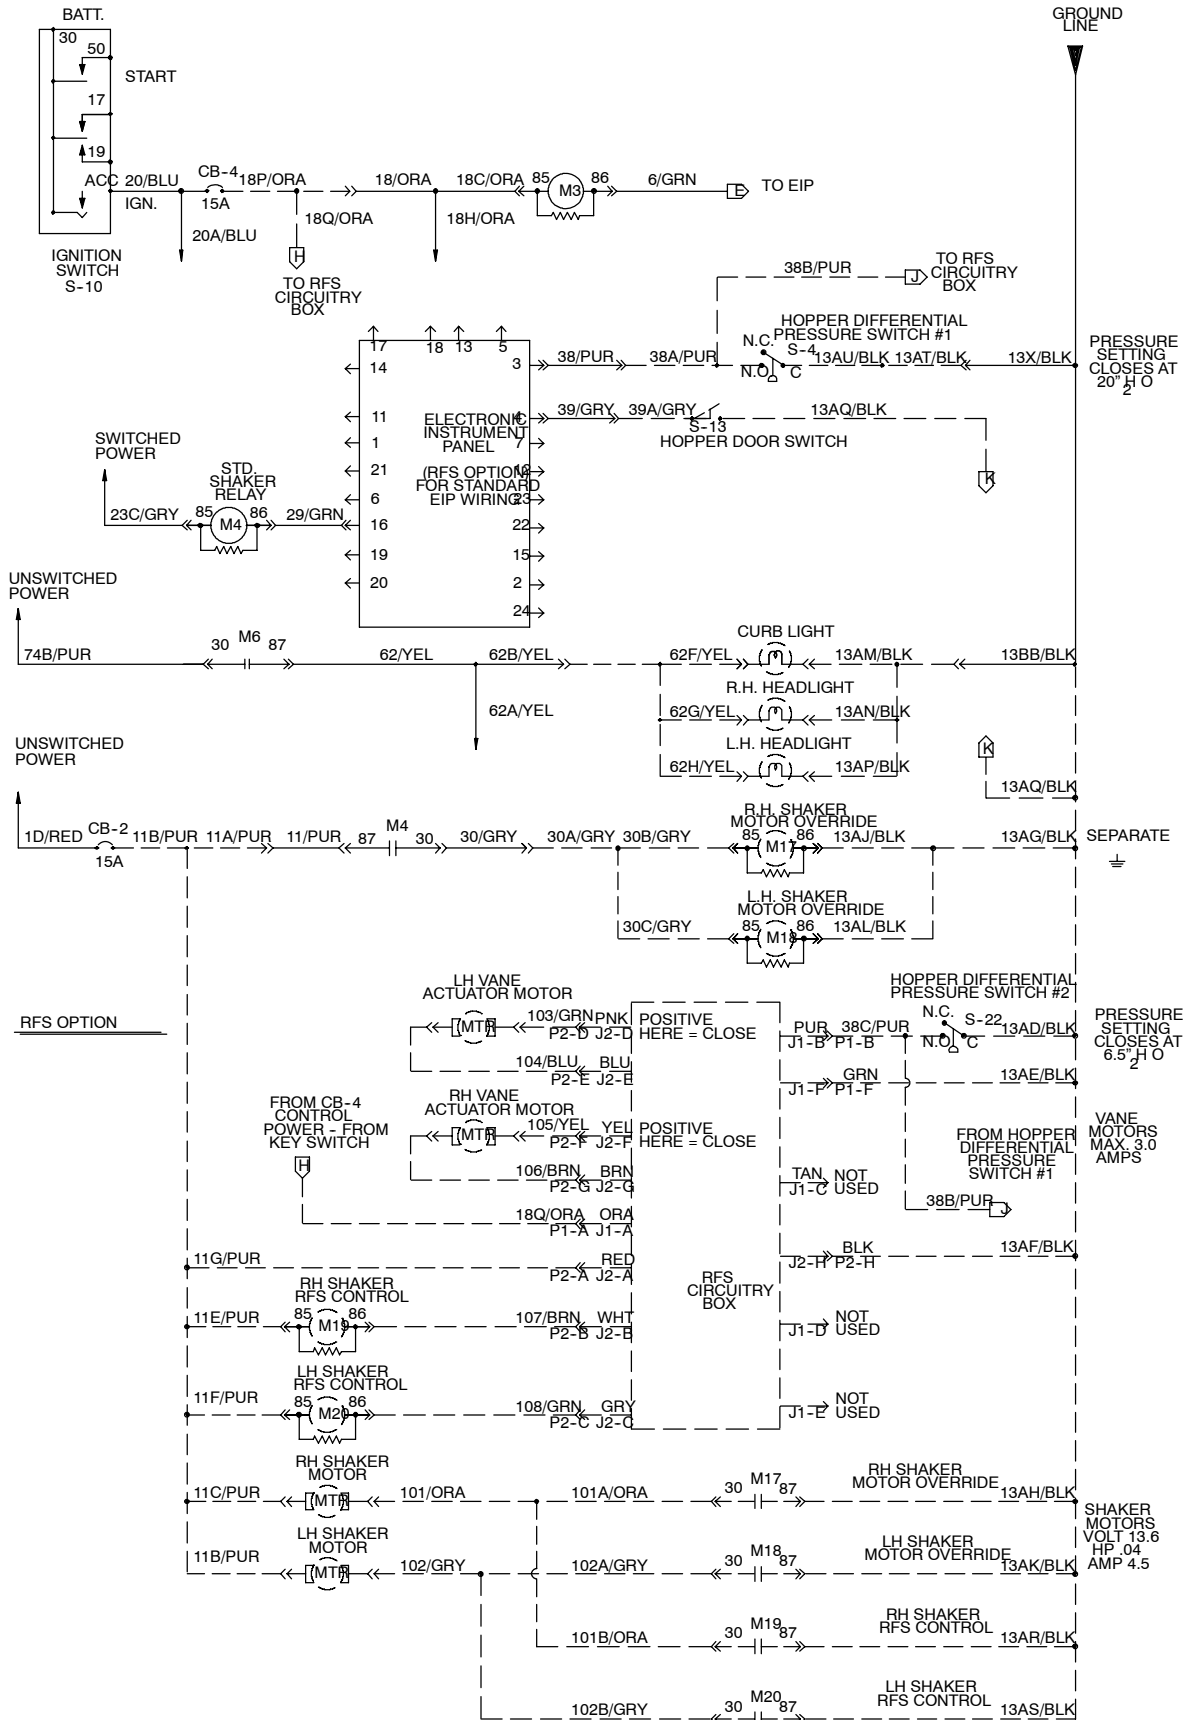 BATT.
30
50
START
17
19
ACC
20/BLU
IGN.
CB-4
15A
18P/ORA
18/ORA
18C/ORA
85
M3
86
6/GRN
E
TO EIP
20A/BLU
18Q/ORA
18H/ORA
H
TO RFS
CIRCUITRY
BOX
IGNITION
SWITCH
S-10
GROUND
LINE
38B/PUR
J
TO RFS
CIRCUITRY
BOX
HOPPER DIFFERENTIAL
PRESSURE SWITCH #1
N.C.
S-4
N.O.
C
17
18
13
5
3
38/PUR
38A/PUR
13AU/BLK
13AT/BLK
13X/BLK
PRESSURE
SETTING
CLOSES AT
20" H O
2
14
11
1
21
6
16
19
20
4
7
12
23
22
15
2
24
ELECTRONIC
INSTRUMENT
PANEL
(RFS OPTION)
FOR STANDARD
EIP WIRING
39/GRY
39A/GRY
S-13
13AQ/BLK
HOPPER DOOR SWITCH
K
SWITCHED
POWER
STD.
SHAKER
RELAY
23C/GRY
85
M4
86
29/GRN
UNSWITCHED
POWER
74B/PUR
30
M6
87
62/YEL
62B/YEL
62A/YEL
CURB LIGHT
62F/YEL
13AM/BLK
13BB/BLK
R.H. HEADLIGHT
62G/YEL
13AN/BLK
L.H. HEADLIGHT
62H/YEL
13AP/BLK
K
13AQ/BLK
UNSWITCHED
POWER
1D/RED
CB-2
15A
11B/PUR
11A/PUR
11/PUR
87
M4
30
30/GRY
30A/GRY
30B/GRY
R.H. SHAKER
MOTOR OVERRIDE
85
M17
86
13AJ/BLK
13AG/BLK
SEPARATE
L.H. SHAKER
MOTOR OVERRIDE
30C/GRY
85
M18
86
13AL/BLK
RFS OPTION
LH VANE
ACTUATOR MOTOR
MTR
103/GRN
PNK
P2-D
J2-D
POSITIVE
HERE = CLOSE
104/BLU
BLU
P2-E
J2-E
RH VANE
ACTUATOR MOTOR
MTR
105/YEL
YEL
P2-F
J2-F
POSITIVE
HERE = CLOSE
106/BRN
BRN
P2-G
J2-G
FROM CB-4
CONTROL
POWER - FROM
KEY SWITCH
H
18Q/ORA
ORA
P1-A
J1-A
11G/PUR
RED
P2-A
J2-A
RFS
CIRCUITRY
BOX
PUR
J1-B
38C/PUR
P1-B
HOPPER DIFFERENTIAL
PRESSURE SWITCH #2
N.C.
S-22
N.O.
C
13AD/BLK
PRESSURE
SETTING
CLOSES AT
6.5" H O
2
GRN
J1-F
P1-F
13AE/BLK
VANE
MOTORS
MAX. 3.0
AMPS
FROM HOPPER
DIFFERENTIAL
PRESSURE
SWITCH #1
TAN
J1-C
NOT
USED
38B/PUR
J
BLK
J2-H
P2-H
13AF/BLK
J1-D
NOT
USED
J1-E
NOT
USED
RH SHAKER
RFS CONTROL
11E/PUR
85
M19
86
107/BRN
WHT
P2-B
J2-B
LH SHAKER
RFS CONTROL
11F/PUR
85
M20
86
108/GRN
GRY
P2-C
J2-C
RH SHAKER
MOTOR
11C/PUR
MTR
101/ORA
101A/ORA
30
M17
87
RH SHAKER
MOTOR OVERRIDE
13AH/BLK
SHAKER
MOTORS
VOLT 13.6
HP .04
AMP 4.5
LH SHAKER
MOTOR
11B/PUR
MTR
102/GRY
102A/GRY
30
M18
87
LH SHAKER
MOTOR OVERRIDE
13AK/BLK
101B/ORA
30
M19
87
RH SHAKER
RFS CONTROL
13AR/BLK
102B/GRY
30
M20
87
LH SHAKER
RFS CONTROL
13AS/BLK